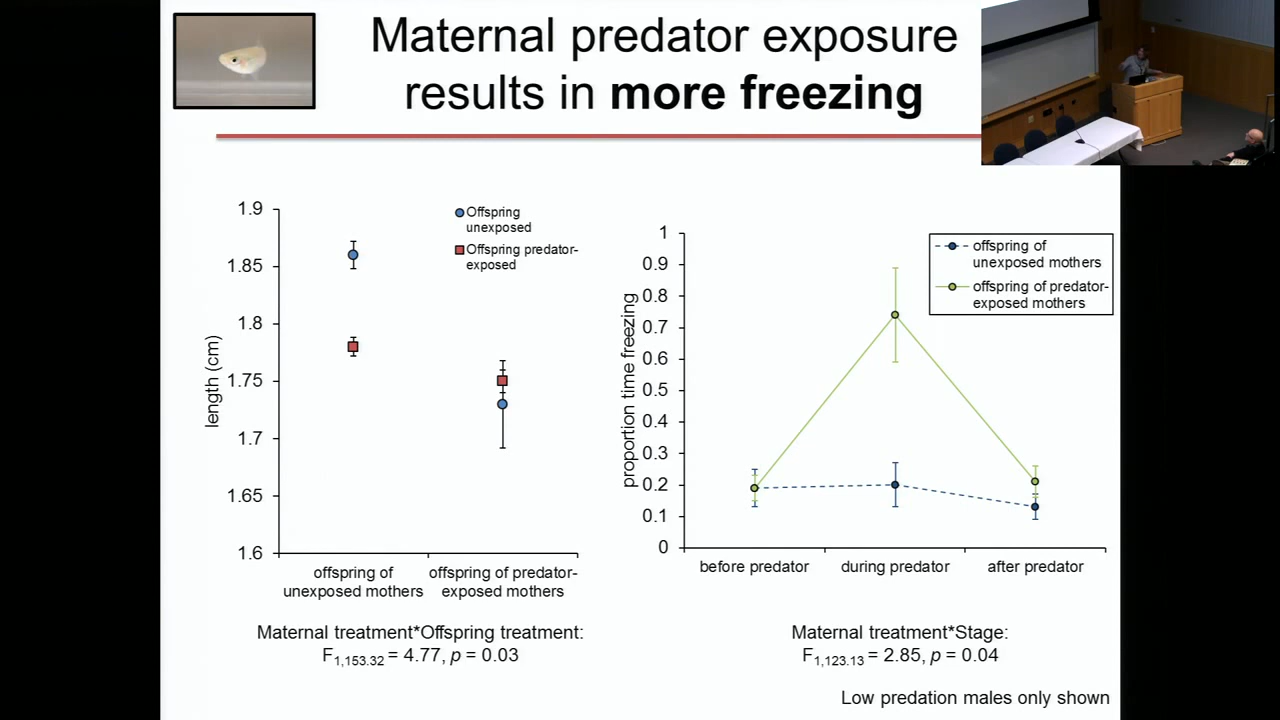 Maternal predator exposure
results in more freezing
1.9
1.85
1.8
1.75
1.7
1.65
1.6
length (cm)
Offspring
unexposed
Offspring predator-
exposed
offspring of
unexposed mothers
offspring of predator-
exposed mothers
Maternal treatment*Offspring treatment:
F1,153.32 = 4.77, p = 0.03
1
0.9
0.8
0.7
0.6
0.5
0.4
0.3
0.2
0.1
0
proportion time freezing
offspring of
unexposed mothers
offspring of predator-
exposed mothers
before predator
during predator
after predator
Maternal treatment*Stage:
F1,123.13 = 2.85, p = 0.04
Low predation males only shown